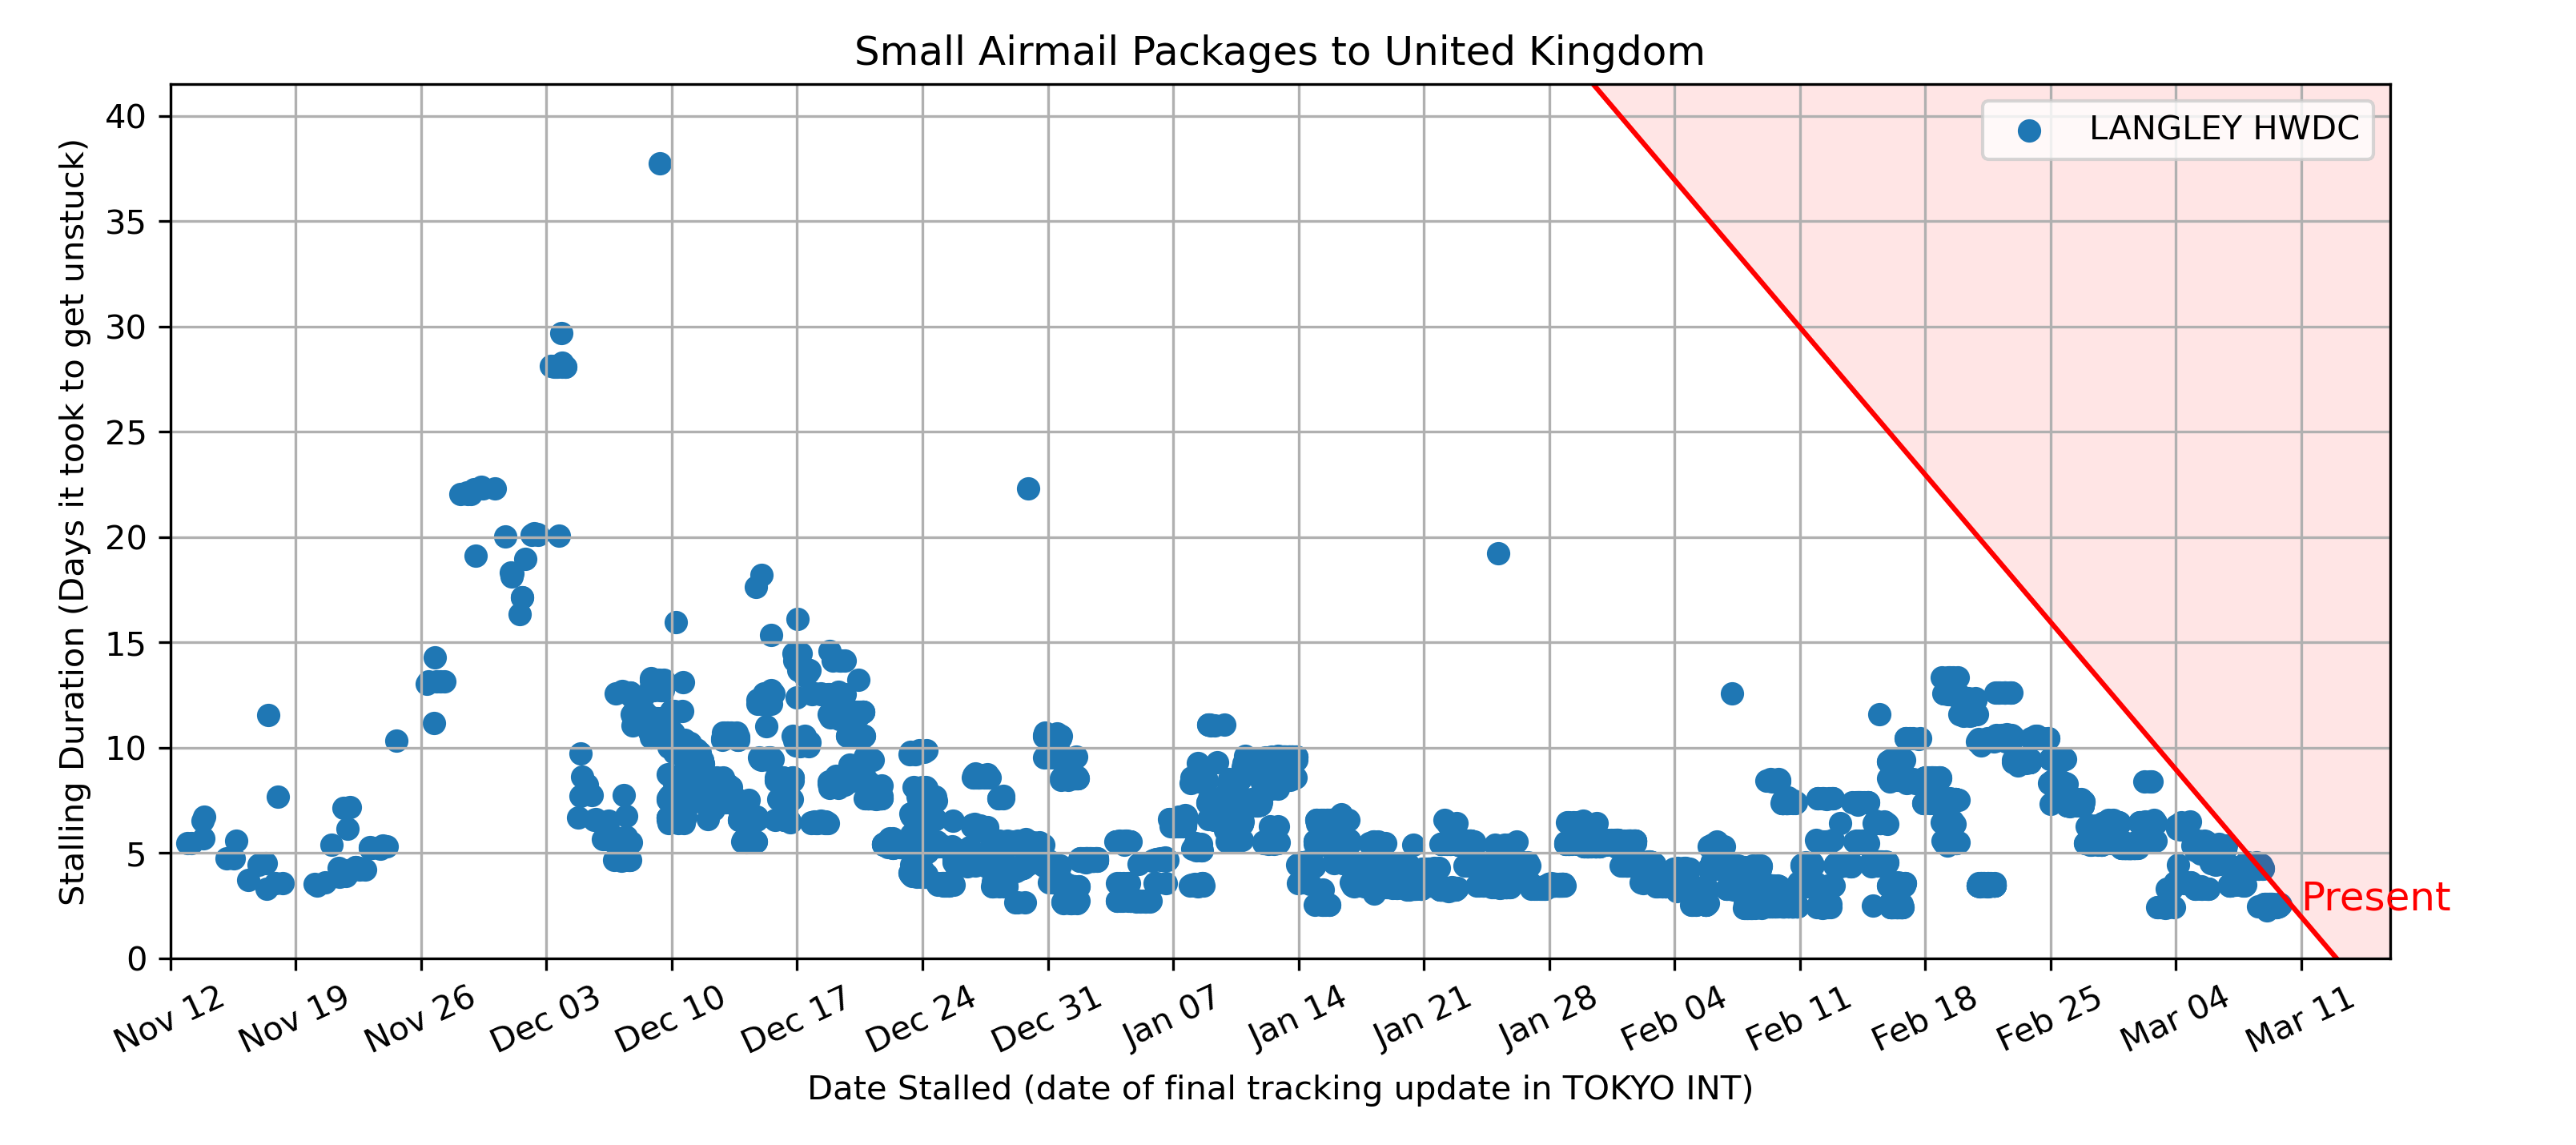 Small Airmail Packages to United Kingdom
LANGLEY HWDC
Stalling Duration (Days it took to get unstuck)
40
35
30
25
20
15
10
5
0
Present
Nov 12 Nov 19 Nov 26 Dec 03 Dec 10 Dec 17 Dec 24 Dec 31 Jan 07 Jan 14 Jan 21 Jan 28 Feb 04 Feb 11 Feb 18 Feb 25 Mar 04 Mar 11
Date Stalled (date of final tracking update in TOKYO INT)